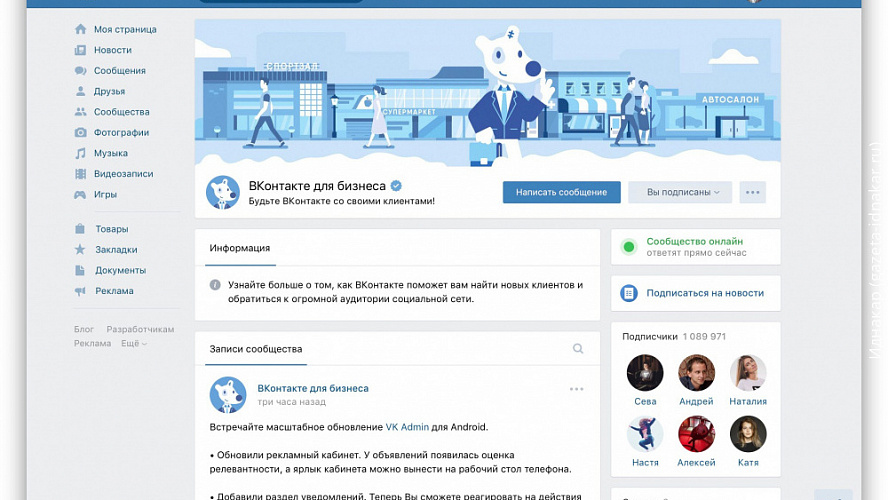 Моя страница
Новости
Сообщения
Друзья
Сообщества
Фотографии
Музыка
Видеозаписи
Игры
Товары
Закладки
Документы
Реклама
Блог Разработчикам
Реклама Ещё
СПОРТЗАЛ
СУПЕРМАРКЕТ
АВТОСАЛОН
ВКонтакте для бизнеса
Будьте ВКонтакте со своими клиентами!
Написать сообщение
Вы подписаны
Информация
Узнайте больше о том, как ВКонтакте поможет вам найти новых клиентов и
обратиться к огромной аудитории социальной сети.
Записи сообщества
ВКонтакте для бизнеса
три часа назад
Встречайте масштабное обновление VK Admin для Android.
• Обновили рекламный кабинет. У объявлений появилась оценка
релевантности, а ярлык кабинета можно вынести на рабочий стол телефона.
• Добавили раздел уведомлений. Теперь Вы сможете реагировать на действия
Сообщество онлайн
ответят прямо сейчас
Подписаться на новости
Подписчики 1 089 971
Сева Андрей Наталия
Настя Алексей Катя
Иднакар (gazeta-idnakar.ru)